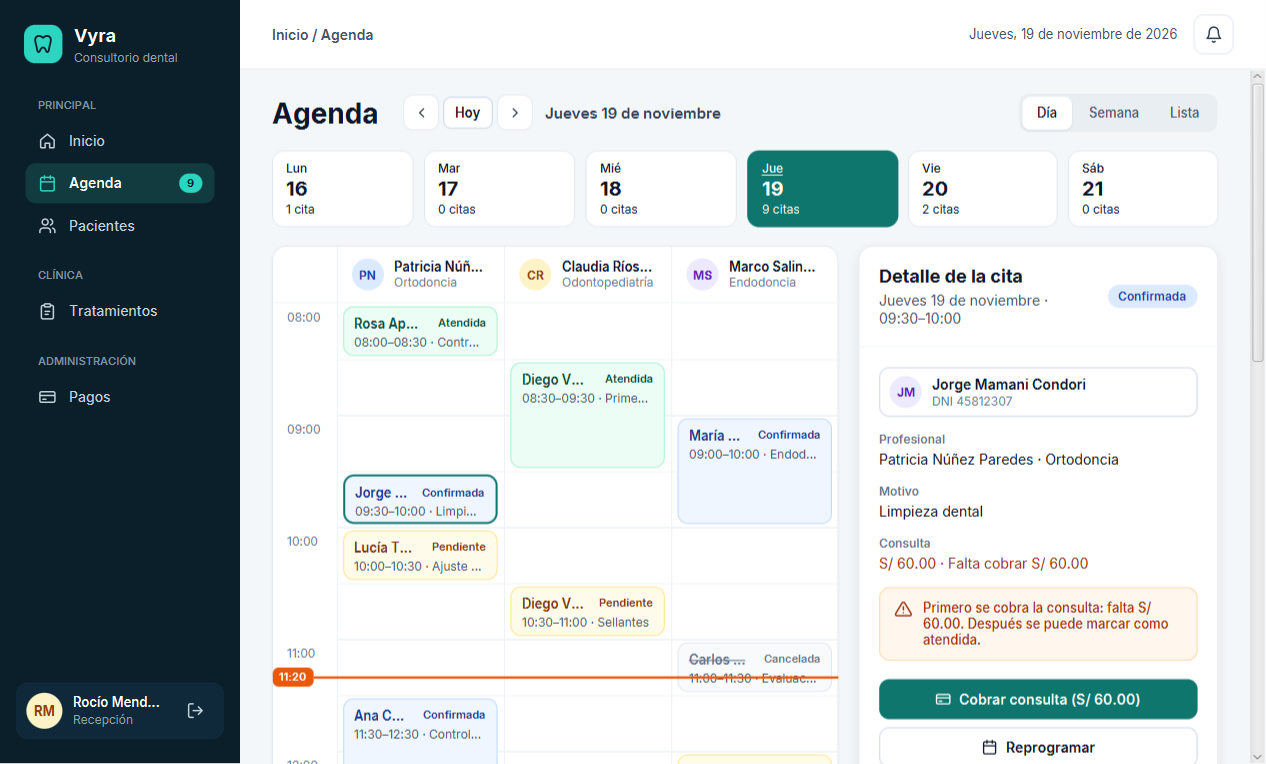 Vyra
Consultorio dental
PRINCIPAL
Inicio
Agenda
9
Pacientes
CLÍNICA
Tratamientos
ADMINISTRACIÓN
Pagos
RM
Rocío Mend...
Recepción
Inicio / Agenda
Jueves, 19 de noviembre de 2026
Agenda
Hoy
Jueves 19 de noviembre
Día
Semana
Lista
Lun
16
1 cita
Mar
17
0 citas
Mié
18
0 citas
Jue
19
9 citas
Vie
20
2 citas
Sáb
21
0 citas
PN
Patricia Núñ...
Ortodoncia
CR
Claudia Ríos...
Odontopediatría
MS
Marco Salin...
Endodoncia
08:00
Rosa Ap...
Atendida
08:00–08:30 · Contr...
Diego V...
Atendida
08:30–09:30 · Prime...
09:00
María ...
Confirmada
09:00–10:00 · Endod...
Jorge ...
Confirmada
09:30–10:00 · Limpi...
10:00
Lucía T...
Pendiente
10:00–10:30 · Ajuste ...
Diego V...
Pendiente
10:30–11:00 · Sellantes
11:00
Carlos ...
Cancelada
11:00–11:30 · Evaluac...
11:20
Ana C...
Confirmada
11:30–12:30 · Control...
12:00
Detalle de la cita
Jueves 19 de noviembre ·
09:30–10:00
Confirmada
JM
Jorge Mamani Condori
DNI 45812307
Profesional
Patricia Núñez Paredes · Ortodoncia
Motivo
Limpieza dental
Consulta
S/ 60.00 · Falta cobrar S/ 60.00
Primero se cobra la consulta: falta S/
60.00. Después se puede marcar como
atendida.
Cobrar consulta (S/ 60.00)
Reprogramar